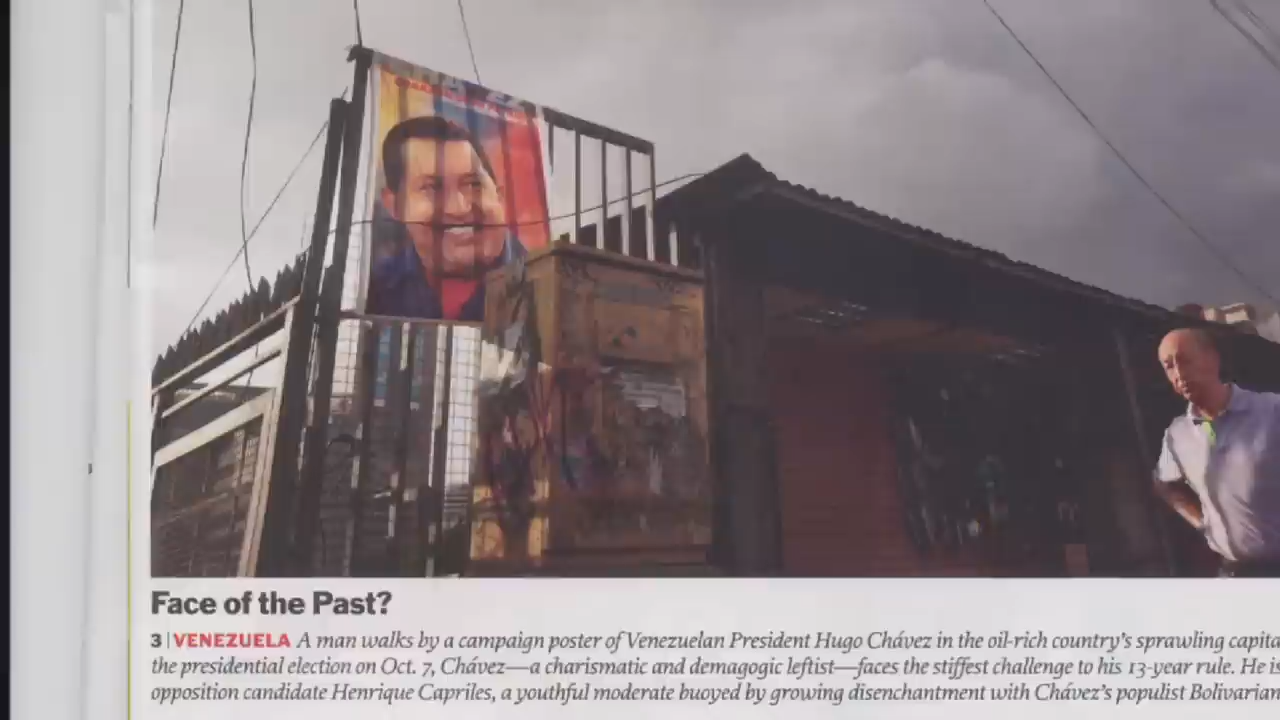 Face of the Past?
3 | VENEZUELA A man walks by a campaign poster of Venezuelan President Hugo Chávez in the oil-rich country's sprawling capita
the presidential election on Oct. 7, Chávez—a charismatic and demagogic leftist—faces the stiffest challenge to his 13-year rule. He is
opposition candidate Henrique Capriles, a youthful moderate buoyed by growing disenchantment with Chávez's populist Bolivarian